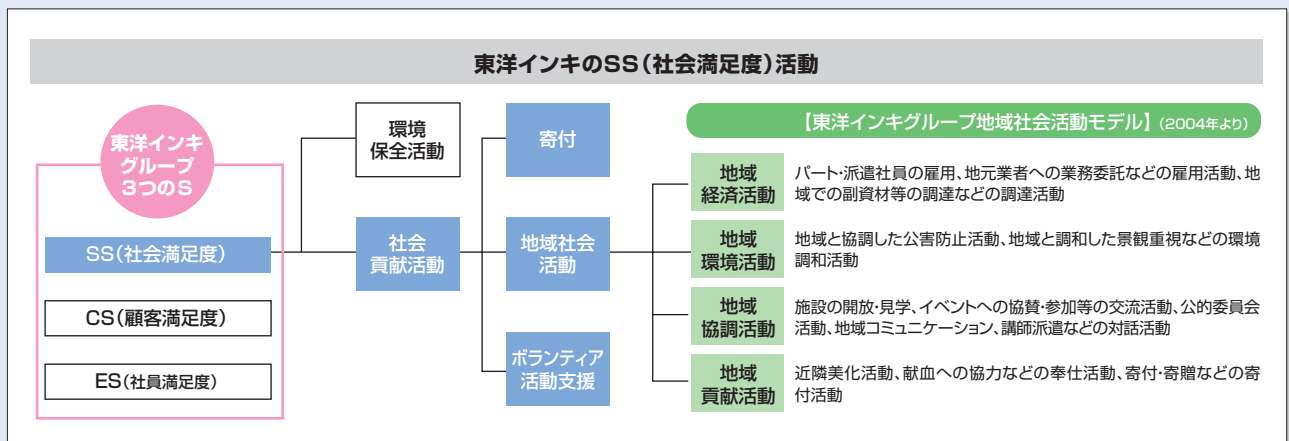 東洋インキのSS(社会満足度)活動
東洋インキ
グループ
3つのS
SS(社会満足度)
CS(顧客満足度)
ES(社員満足度)
環境
保全活動
社会
貢献活動
寄付
地域社会
活動
ボランティア
活動支援
【東洋インキグループ地域社会活動モデル】(2004年より)
地域
経済活動
パート・派遣社員の雇用、地元業者への業務委託などの雇用活動、地
域での副資材等の調達などの調達活動
地域
環境活動
地域と協調した公害防止活動、地域と調和した景観重視などの環境
調和活動
地域
協調活動
施設の開放・見学、イベントへの協賛・参加等の交流活動、公的委員会
活動、地域コミュニケーション、講師派遣などの対話活動
地域
貢献活動
近隣美化活動、献血への協力などの奉仕活動、寄付・寄贈などの寄
付活動